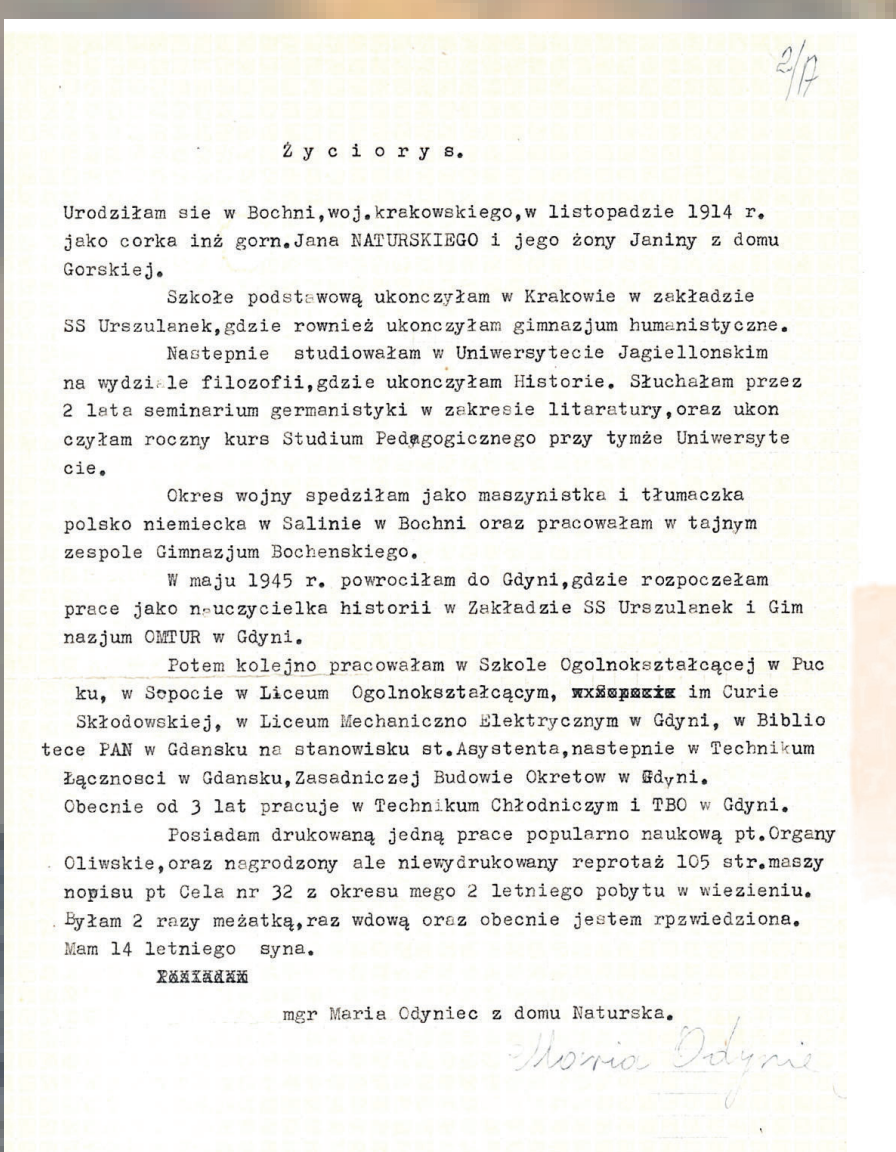 2/A
Życiorys.
Urodziłam sie w Bochni,woj.krakowskiego,w listopadzie 1914 r.
jako corka inż gorn.Jana NATURSKIEGO i jego żony Janiny z domu
Gorskiej.
Szkołe podstawową ukonczyłam w Krakowie w zakładzie
SS Urszulanek,gdzie rownież ukonczyłam gimnazjum humanistyczne.
Nastepnie studiowałam w Uniwersytecie Jagiellonskim
na wydziale filozofii,gdzie ukonczyłam Historie. Słuchałam przez
2 lata seminarium germanistyki w zakresie litaratury,oraz ukon
czyłam roczny kurs Studium Pedagogicznego przy tymże Uniwersyte
cie.
Okres wojny spedziłam jako maszynistka i tłumaczka
polsko niemiecka w Salinie w Bochni oraz pracowałam w tajnym
zespole Gimnazjum Bochenskiego.
W maju 1945 r. powrociłam do Gdyni,gdzie rozpoczełam
prace jako nauczycielka historii w Zakładzie SS Urszulanek i Gim
nazjum OMTUR w Gdyni.
Potem kolejno pracowałam w Szkole Ogolnokształcącej w Puc
ku, w Sopocie w Liceum Ogolnokształcącym, im Curie
Skłodowskiej, w Liceum Mechaniczno Elektrycznym w Gdyni, w Biblio
tece PAN w Gdansku na stanowisku st.Asystenta,nastepnie w Technikum
Łącznosci w Gdansku,Zasadniczej Budowie Okretow w Gdyni.
Obecnie od 3 lat pracuje w Technikum Chłodniczym i TBO w Gdyni.
Posiadam drukowaną jedną prace popularno naukową pt.Organy
Oliwskie,oraz nagrodzony ale niewydrukowany reprotaż 105 str.maszy
nopisu pt Cela nr 32 z okresu mego 2 letniego pobytu w wiezieniu.
Byłam 2 razy meżatką,raz wdową oraz obecnie jestem rpzwiedziona.
Mam 14 letniego syna.
mgr Maria Odyniec z domu Naturska.
Maria Odynie